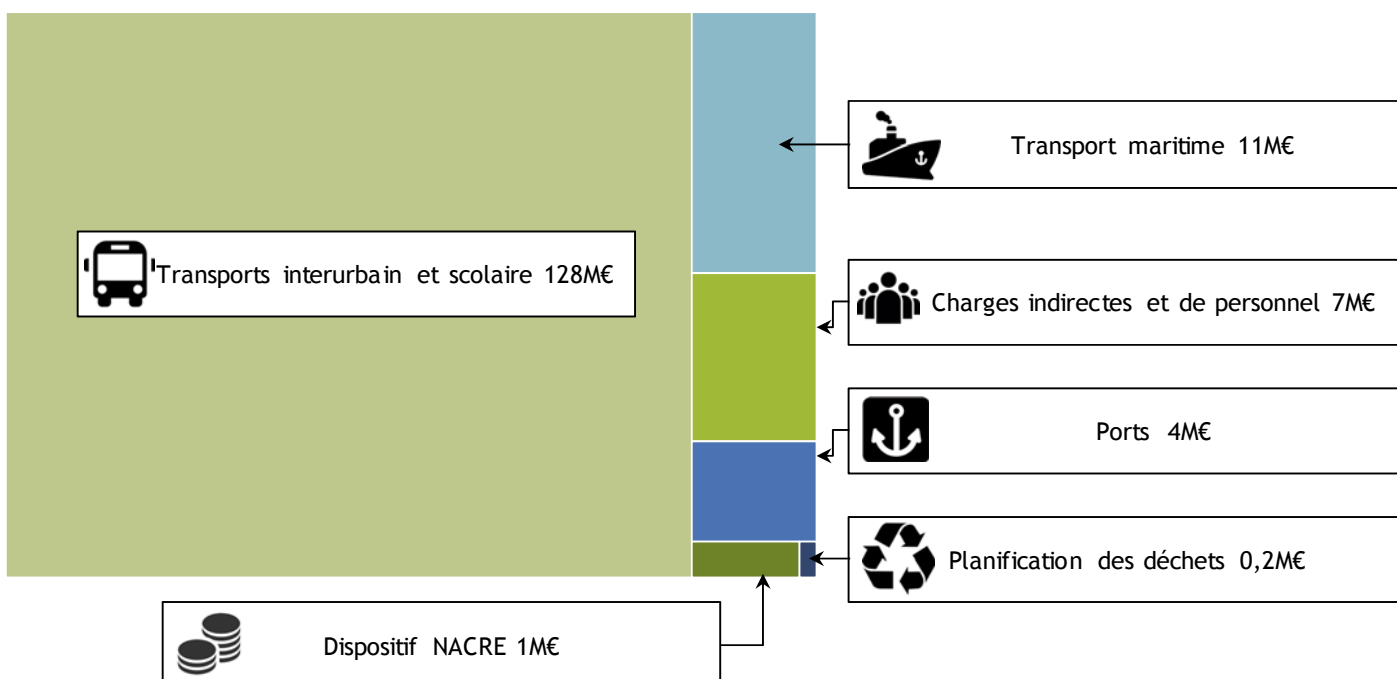 Transport maritime 11M€
Transports interurbain et scolaire 128M€
Charges indirectes et de personnel 7M€
Ports 4M€
Planification des déchets 0,2M€
Dispositif NACRE 1M€